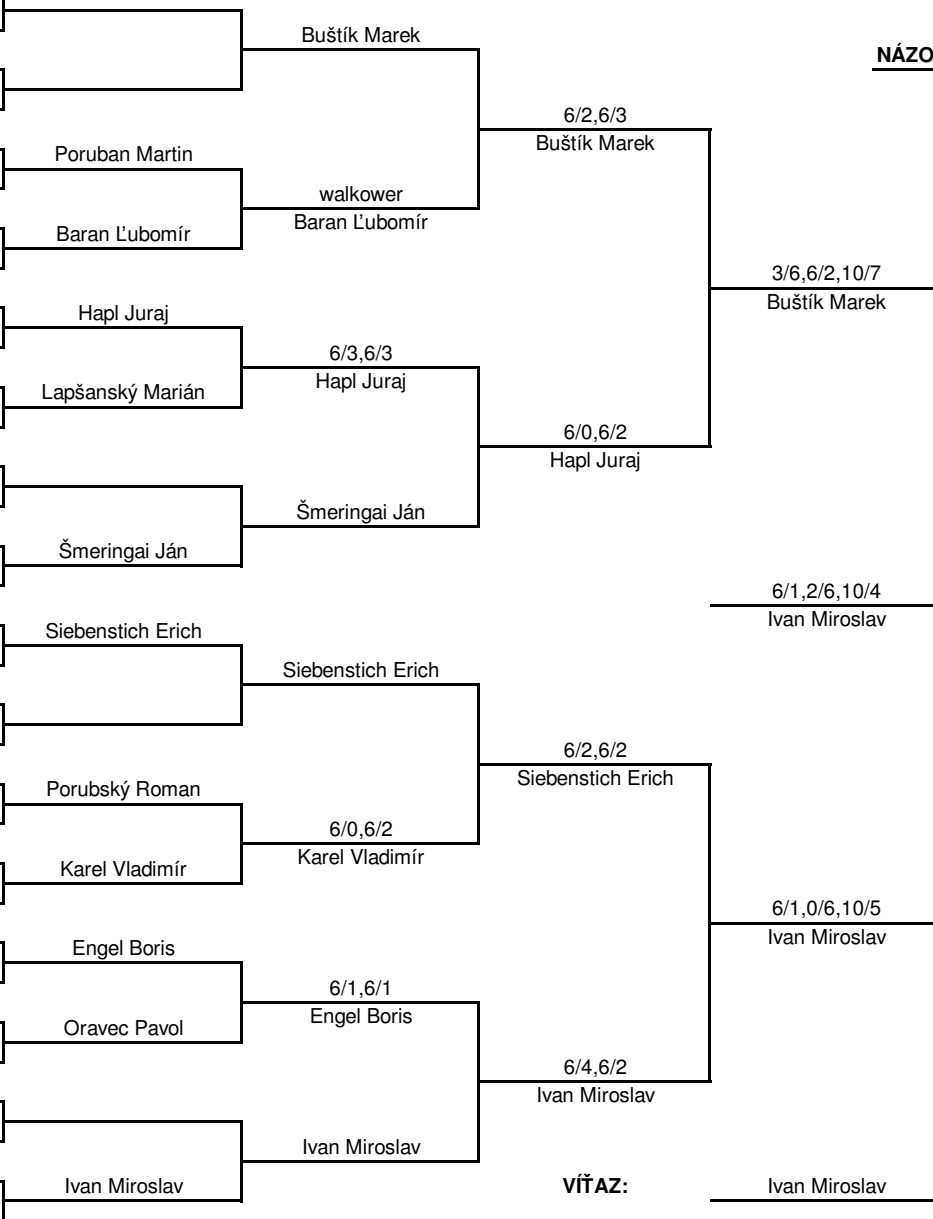 Buštík Marek
NÁZO
6/2,6/3
Buštík Marek
Poruban Martin
walkower
Baran Ľubomír
Baran Ľubomír
3/6,6/2,10/7
Buštík Marek
Hapl Juraj
6/3,6/3
Hapl Juraj
Lapšanský Marián
6/0,6/2
Hapl Juraj
Šmeringai Ján
Šmeringai Ján
6/1,2/6,10/4
Ivan Miroslav
Siebenstich Erich
Siebenstich Erich
6/2,6/2
Siebenstich Erich
Porubský Roman
6/0,6/2
Karel Vladimír
Karel Vladimír
6/1,0/6,10/5
Ivan Miroslav
Engel Boris
6/1,6/1
Engel Boris
Oravec Pavol
6/4,6/2
Ivan Miroslav
Ivan Miroslav
Ivan Miroslav
VÍŤAZ:
Ivan Miroslav